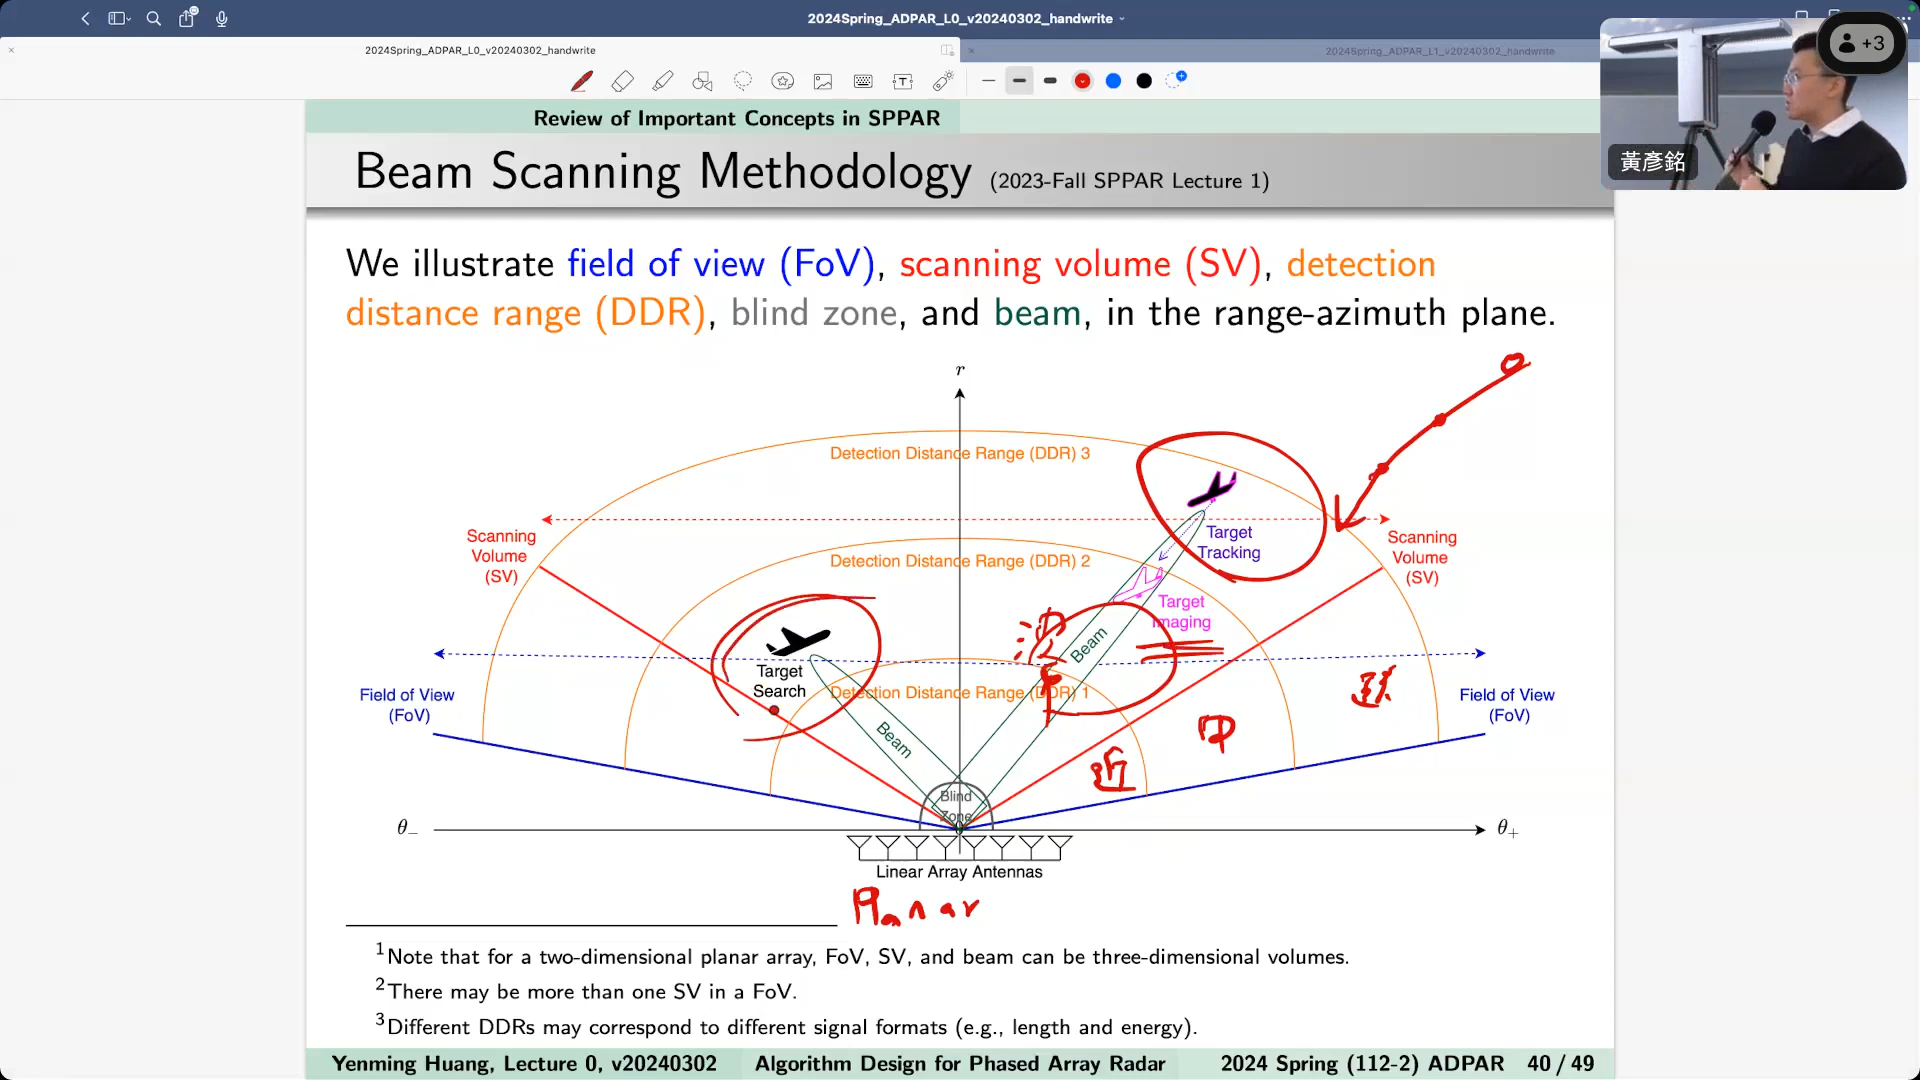 2024Spring_ADPAR_L0_v20240302_handwrite
2024Spring_ADPAR_L0_v20240302_handwrite
2024Spring_ADPAR_L1_v20240302_handwrite
+3
黃彥銘
Review of Important Concepts in SPPAR
Beam Scanning Methodology (2023-Fall SPPAR Lecture 1)
We illustrate field of view (FoV), scanning volume (SV), detection
distance range (DDR), blind zone, and beam, in the range-azimuth plane.
r
Detection Distance Range (DDR) 3
Scanning
Volume
(SV)
Target
Tracking
Scanning
Volume
(SV)
Detection Distance Range (DDR) 2
Target
Imaging
Beam
Target
Search
Detection Distance Range (DDR) 1
Field of View
(FoV)
Field of View
(FoV)
Beam
中
近
Blind
Zone
θ−
θ+
Linear Array Antennas
Planar
1Note that for a two-dimensional planar array, FoV, SV, and beam can be three-dimensional volumes.
2There may be more than one SV in a FoV.
3Different DDRs may correspond to different signal formats (e.g., length and energy).
Yenming Huang, Lecture 0, v20240302 Algorithm Design for Phased Array Radar 2024 Spring (112-2) ADPAR 40 / 49